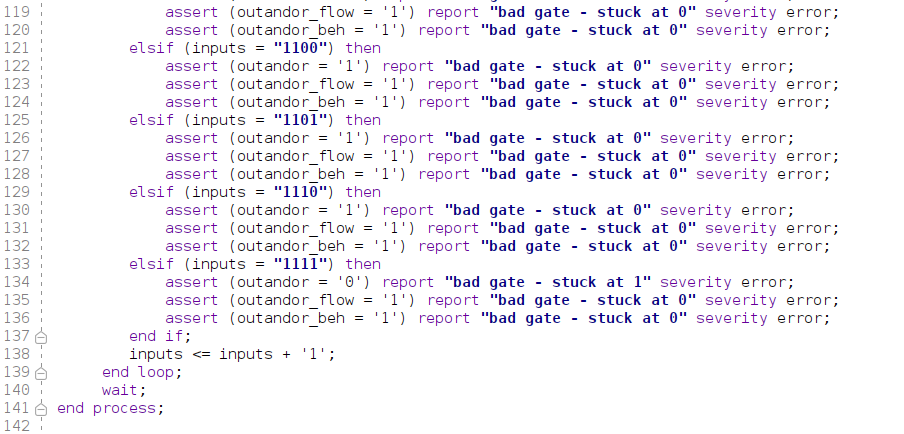 119 assert (outandor_flow = '1') report "bad gate - stuck at 0" severity error;
120 assert (outandor_beh = '1') report "bad gate - stuck at 0" severity error;
121 elsif (inputs = "1100") then
122 assert (outandor = '1') report "bad gate - stuck at 0" severity error;
123 assert (outandor_flow = '1') report "bad gate - stuck at 0" severity error;
124 assert (outandor_beh = '1') report "bad gate - stuck at 0" severity error;
125 elsif (inputs = "1101") then
126 assert (outandor = '1') report "bad gate - stuck at 0" severity error;
127 assert (outandor_flow = '1') report "bad gate - stuck at 0" severity error;
128 assert (outandor_beh = '1') report "bad gate - stuck at 0" severity error;
129 elsif (inputs = "1110") then
130 assert (outandor = '1') report "bad gate - stuck at 0" severity error;
131 assert (outandor_flow = '1') report "bad gate - stuck at 0" severity error;
132 assert (outandor_beh = '1') report "bad gate - stuck at 0" severity error;
133 elsif (inputs = "1111") then
134 assert (outandor = '0') report "bad gate - stuck at 1" severity error;
135 assert (outandor_flow = '1') report "bad gate - stuck at 0" severity error;
136 assert (outandor_beh = '1') report "bad gate - stuck at 0" severity error;
137 end if;
138 inputs <= inputs + '1';
139 end loop;
140 wait;
141 end process;
142